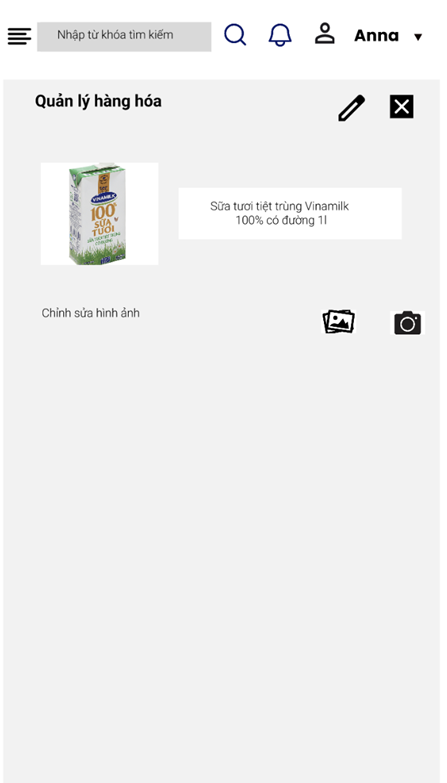 Nhập từ khóa tìm kiếm
Anna
Quản lý hàng hóa
VINAMILK
100%
SỮA
TƯƠI
Sữa tươi tiệt trùng Vinamilk
100% có đường 1l
Chỉnh sửa hình ảnh